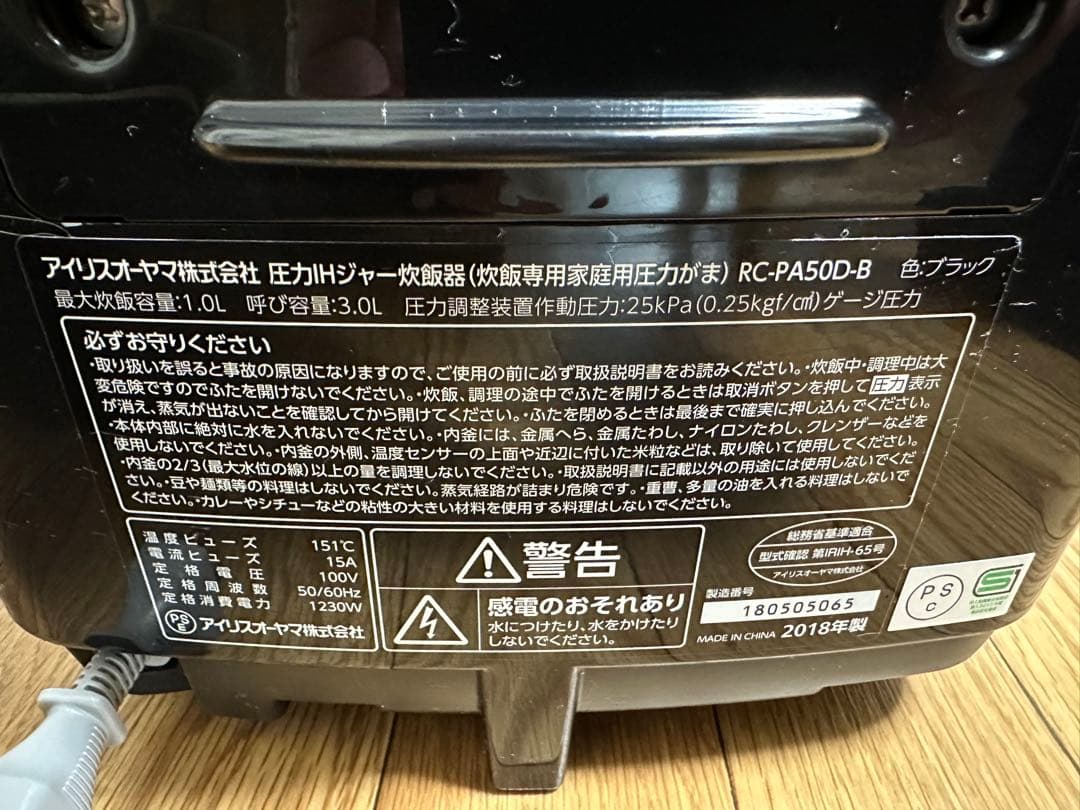 アイリスオーヤマ株式会社 圧力IHジャー炊飯器(炊飯専用家庭用圧力がま) RC-PA50D-B 色:ブラック
最大炊飯容量:1.0L 呼び容量:3.0L 圧力調整装置作動圧力:25kPa(0.25kgf/c㎡)ゲージ圧力
必ずお守りください
・取り扱いを誤ると事故の原因になりますので、ご使用の前に必ず取扱説明書をお読みください。・炊飯中・調理中は大
変危険ですのでふたを開けないでください。・炊飯、調理の途中でふたを開けるときは取消ボタンを押して圧力表示
が消え、蒸気が出ないことを確認してから開けてください。・ふたを閉めるときは最後まで確実に押し込んでください。
・本体内部に絶対に水を入れないでください。・内釜には、金属へら、金属たわし、ナイロンたわし、クレンザーなどを
使用しないでください。・内釜の外側、温度センサーの上面や近辺に付いた米粒などは、取り除いて使用してください。
・内釜の2/3(最大水位の線)以上の量を調理しないでください。・取扱説明書に記載以外の用途には使用しないでくだ
さい。・豆や麺類等の料理はしないでください。蒸気経路が詰まり危険です。・重曹、多量の油を入れる料理はしないで
ください。・カレーやシチューなどの粘性の大きい材料を使用する料理はしないでください。
温度ヒューズ 151℃
電流ヒューズ 15A
定格電圧 100V
定格周波数 50/60Hz
定格消費電力 1230W
PSE アイリスオーヤマ株式会社
警告
感電のおそれあり
水につけたり、水をかけたり
しないでください。
総務省基準適合
型式確認 第IRIH-65号
アイリスオーヤマ株式会社
製造番号
180505065
MADE IN CHINA 2018年製
PS
C
S